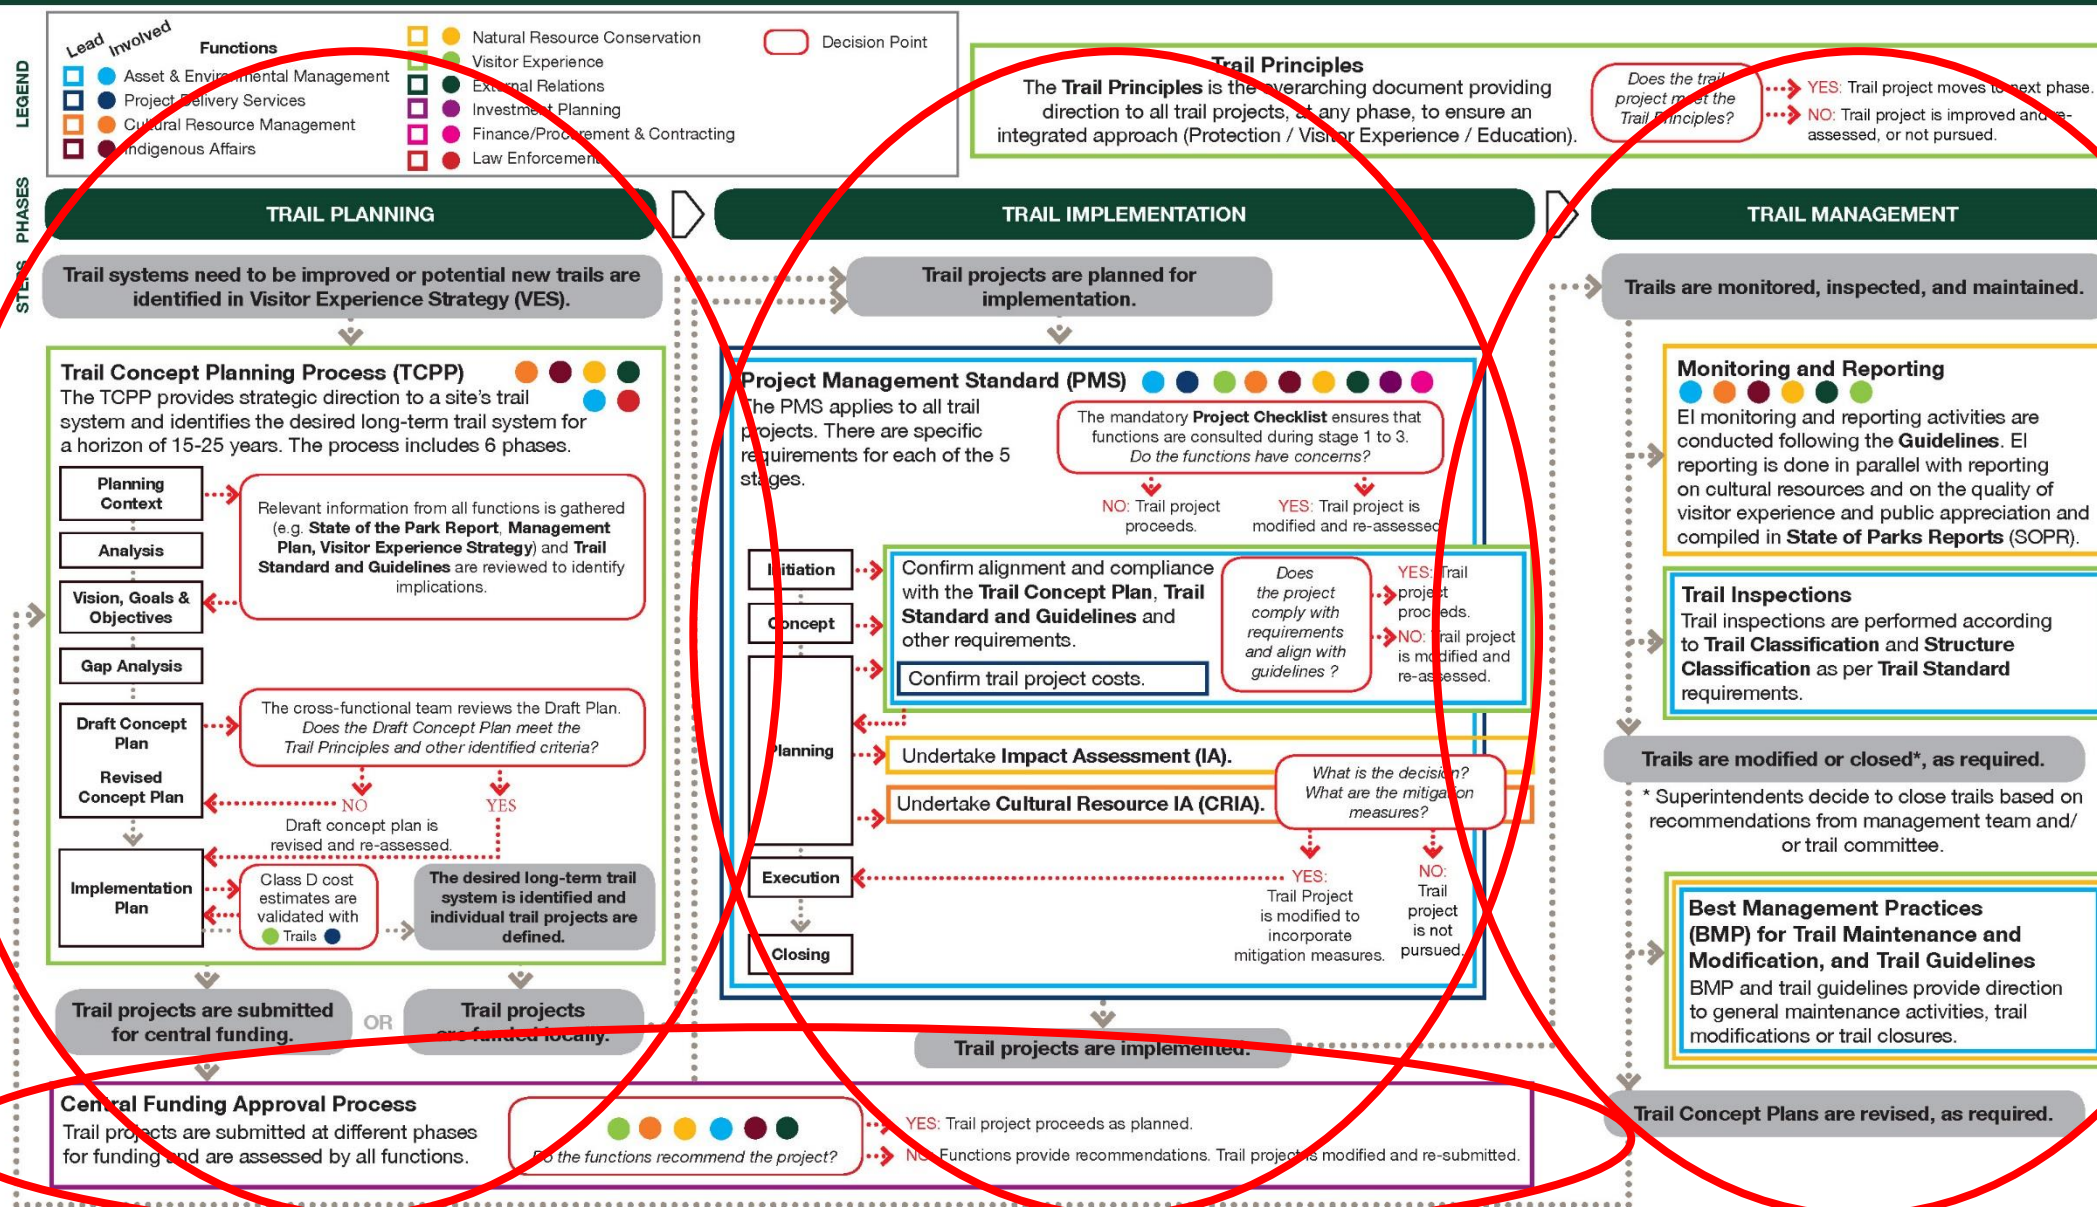 LEGEND
Lead
Involved
Functions
Asset & Environmental Management
Project Delivery Services
Cultural Resource Management
Indigenous Affairs
Natural Resource Conservation
Visitor Experience
External Relations
Investment Planning
Finance/Procurement & Contracting
Law Enforcement
Decision Point
Trail Principles
The Trail Principles is the overarching document providing
direction to all trail projects, at any phase, to ensure an
integrated approach (Protection / Visitor Experience / Education).
Does the trail
project meet the
Trail Principles?
YES: Trail project moves to next phase.
NO: Trail project is improved and re-
assessed, or not pursued.
PHASES
TRAIL PLANNING
TRAIL IMPLEMENTATION
TRAIL MANAGEMENT
STEPS
Trail systems need to be improved or potential new trails are
identified in Visitor Experience Strategy (VES).
Trail Concept Planning Process (TCPP)
The TCPP provides strategic direction to a site's trail
system and identifies the desired long-term trail system for
a horizon of 15-25 years. The process includes 6 phases.
Planning
Context
Analysis
Vision, Goals &
Objectives
Gap Analysis
Draft Concept
Plan
Revised
Concept Plan
Implementation
Plan
Relevant information from all functions is gathered
(e.g. State of the Park Report, Management
Plan, Visitor Experience Strategy) and Trail
Standard and Guidelines are reviewed to identify
implications.
The cross-functional team reviews the Draft Plan.
Does the Draft Concept Plan meet the
Trail Principles and other identified criteria?
NO
YES
Draft concept plan is
revised and re-assessed.
Class D cost
estimates are
validated with
Trails
The desired long-term trail
system is identified and
individual trail projects are
defined.
Trail projects are submitted
for central funding.
OR
Trail projects
are funded locally.
Central Funding Approval Process
Trail projects are submitted at different phases
for funding and are assessed by all functions.
Do the functions recommend the project?
YES: Trail project proceeds as planned.
NO: Functions provide recommendations. Trail project is modified and re-submitted.
Trail projects are planned for
implementation.
Project Management Standard (PMS)
The PMS applies to all trail
projects. There are specific
requirements for each of the 5
stages.
The mandatory Project Checklist ensures that
functions are consulted during stage 1 to 3.
Do the functions have concerns?
NO: Trail project
proceeds.
YES: Trail project is
modified and re-assessed
Initiation
Concept
Planning
Execution
Closing
Confirm alignment and compliance
with the Trail Concept Plan, Trail
Standard and Guidelines and
other requirements.
Confirm trail project costs.
Does
the project
comply with
requirements
and align with
guidelines ?
YES: Trail
project
proceeds.
NO: Trail project
is modified and
re-assessed.
Undertake Impact Assessment (IA).
Undertake Cultural Resource IA (CRIA).
What is the decision?
What are the mitigation
measures?
YES:
Trail Project
is modified to
incorporate
mitigation measures.
NO:
Trail
project
is not
pursued.
Trail projects are implemented.
Trails are monitored, inspected, and maintained.
Monitoring and Reporting
EI monitoring and reporting activities are
conducted following the Guidelines. EI
reporting is done in parallel with reporting
on cultural resources and on the quality of
visitor experience and public appreciation and
compiled in State of Parks Reports (SOPR).
Trail Inspections
Trail inspections are performed according
to Trail Classification and Structure
Classification as per Trail Standard
requirements.
Trails are modified or closed*, as required.
* Superintendents decide to close trails based on
recommendations from management team and/
or trail committee.
Best Management Practices
(BMP) for Trail Maintenance and
Modification, and Trail Guidelines
BMP and trail guidelines provide direction
to general maintenance activities, trail
modifications or trail closures.
Trail Concept Plans are revised, as required.